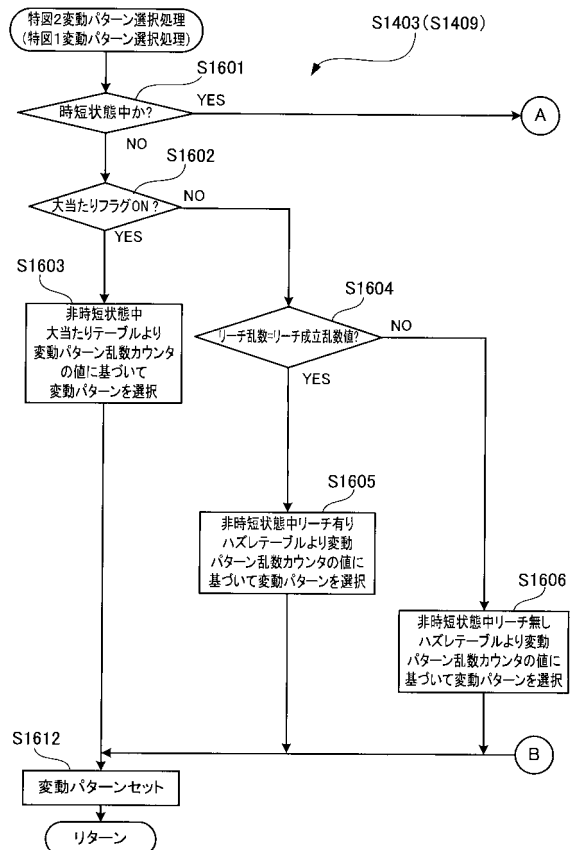 特図2変動パターン選択処理
(特図1変動パターン選択処理)
S1403(S1409)
S1601
時短状態中か?
YES
A
NO
S1602
大当たりフラグON?
NO
YES
S1603
非時短状態中
大当たりテーブルより
変動パターン乱数カウンタ
の値に基づいて
変動パターンを選択
S1604
リーチ乱数=リーチ成立乱数値?
NO
YES
S1605
非時短状態中リーチ有り
ハズレテーブルより変動
パターン乱数カウンタの値に
基づいて変動パターンを選択
S1606
非時短状態中リーチ無し
ハズレテーブルより変動
パターン乱数カウンタの値に
基づいて変動パターンを選択
S1612
B
変動パターンセット
リターン